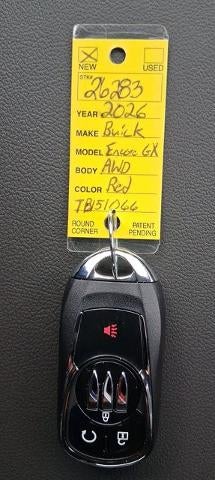 NEW USED
STK# 26283
YEAR 2026
MAKE Buick
MODEL Encore GX
BODY AWD
COLOR Red
TB151066
ROUND CORNER PATENT PENDING